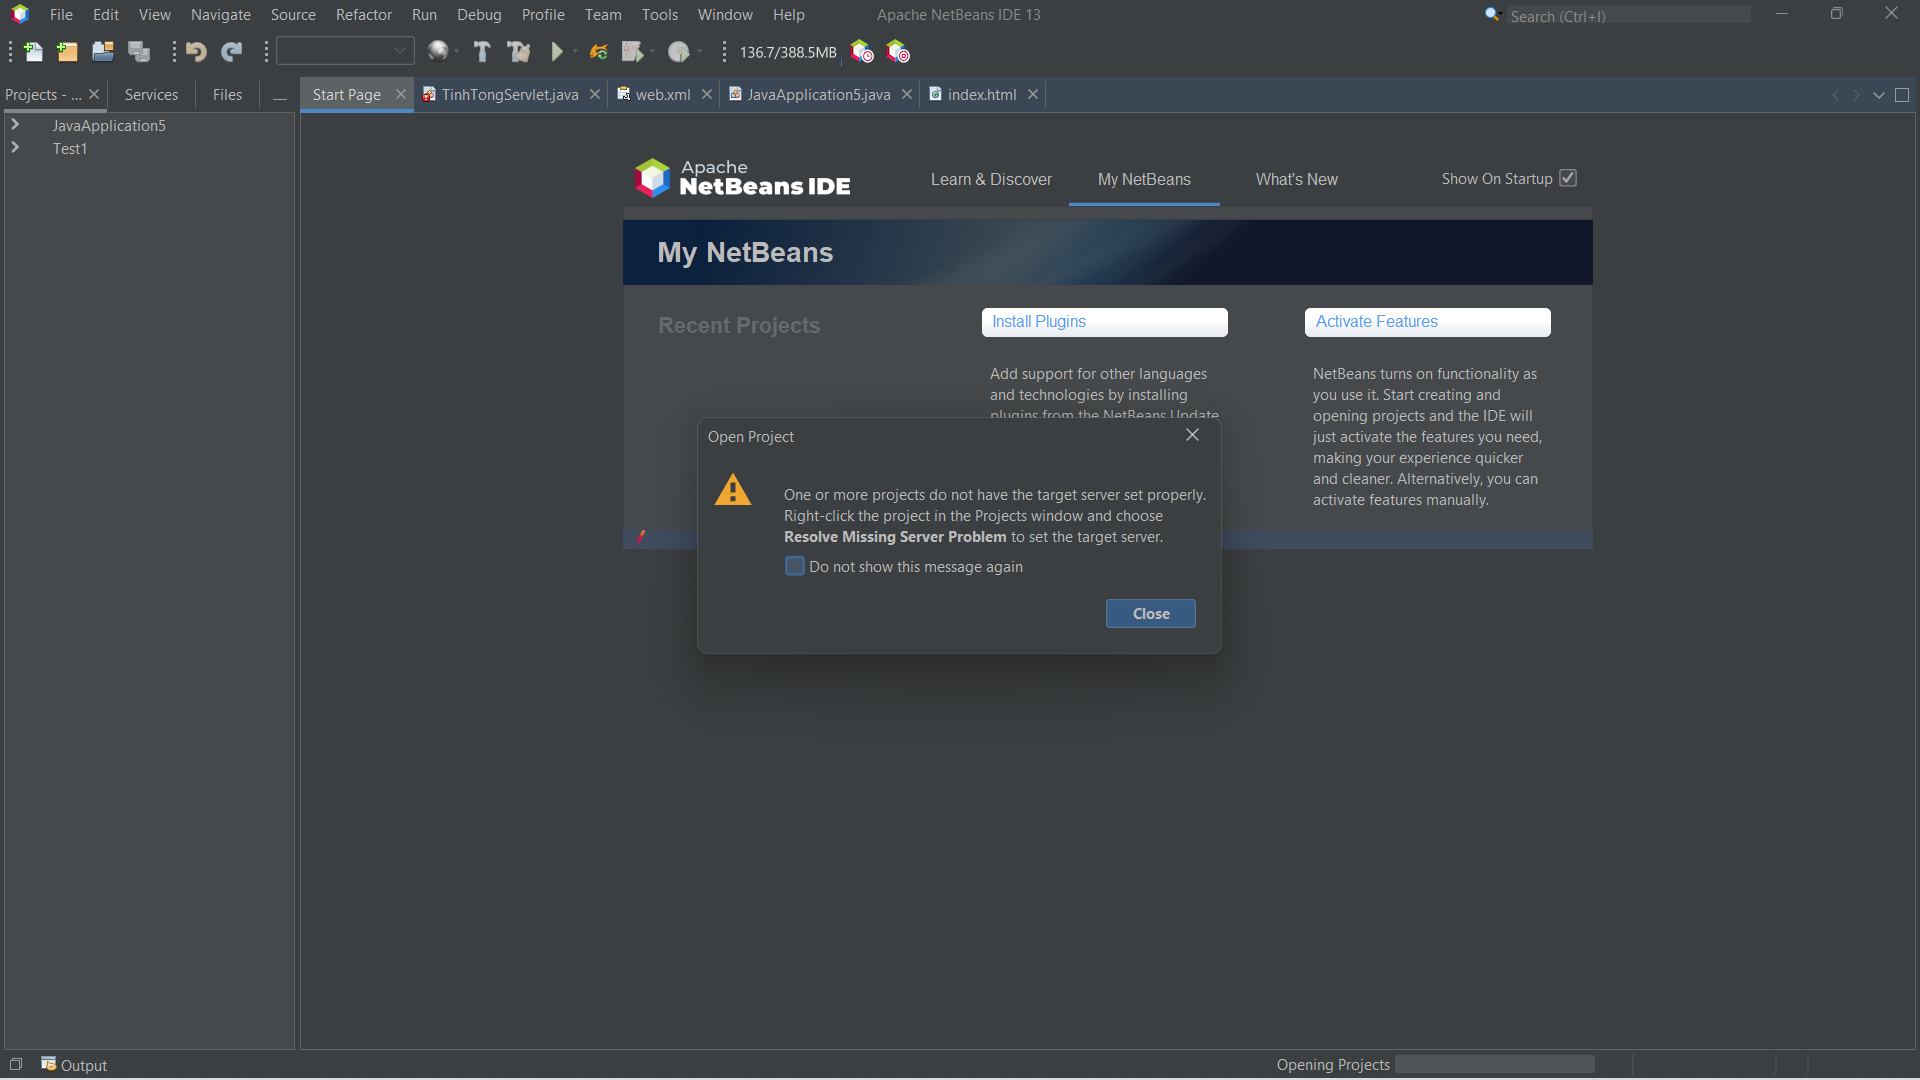 File Edit View Navigate Source Refactor Run Debug Profile Team Tools Window Help Apache NetBeans IDE 13 Search (Ctrl+I)
136.7/388.5MB
Projects - ... Services Files Start Page TinhTongServlet.java web.xml JavaApplication5.java index.html
JavaApplication5
Test1
Apache
NetBeans IDE
Learn & Discover My NetBeans What's New Show On Startup
My NetBeans
Recent Projects
Install Plugins
Add support for other languages
and technologies by installing
plugins from the NetBeans Update
Activate Features
NetBeans turns on functionality as
you use it. Start creating and
opening projects and the IDE will
just activate the features you need,
making your experience quicker
and cleaner. Alternatively, you can
activate features manually.
Open Project
One or more projects do not have the target server set properly.
Right-click the project in the Projects window and choose
Resolve Missing Server Problem to set the target server.
Do not show this message again
Close
Output
Opening Projects